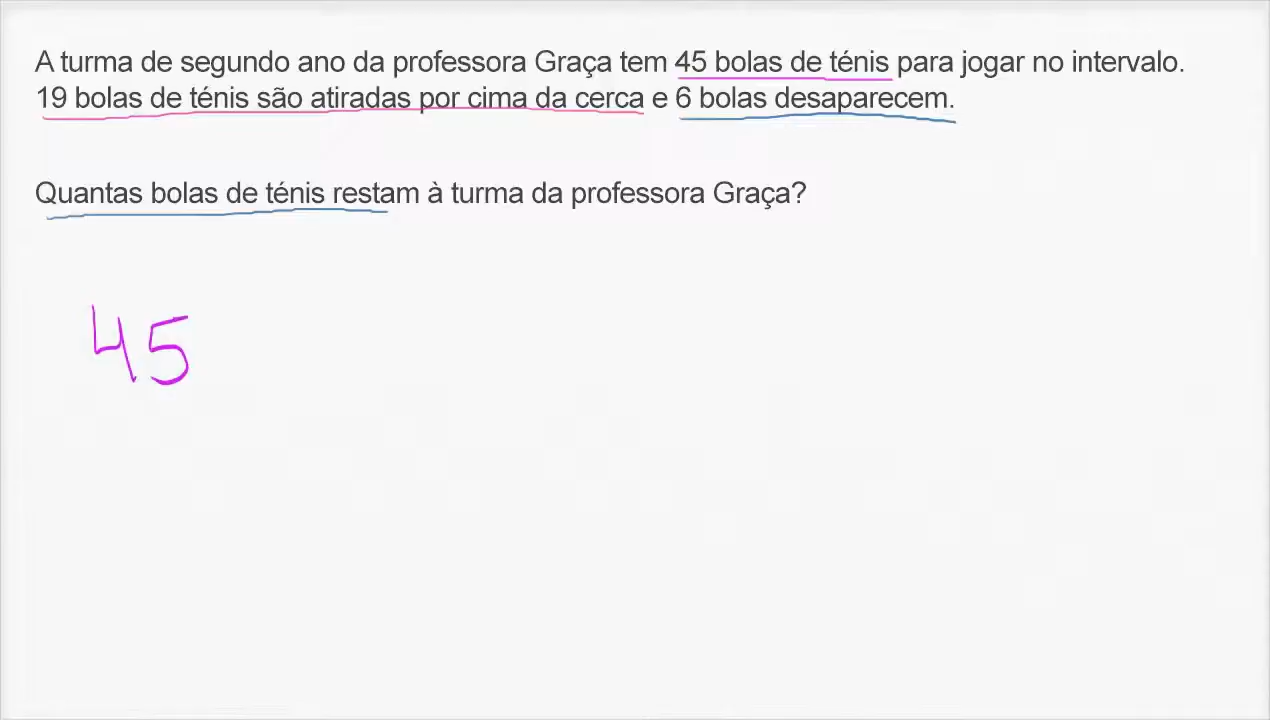 A turma de segundo ano da professora Graça tem 45 bolas de ténis para jogar no intervalo.
19 bolas de ténis são atiradas por cima da cerca e 6 bolas desaparecem.
Quantas bolas de ténis restam à turma da professora Graça?
45